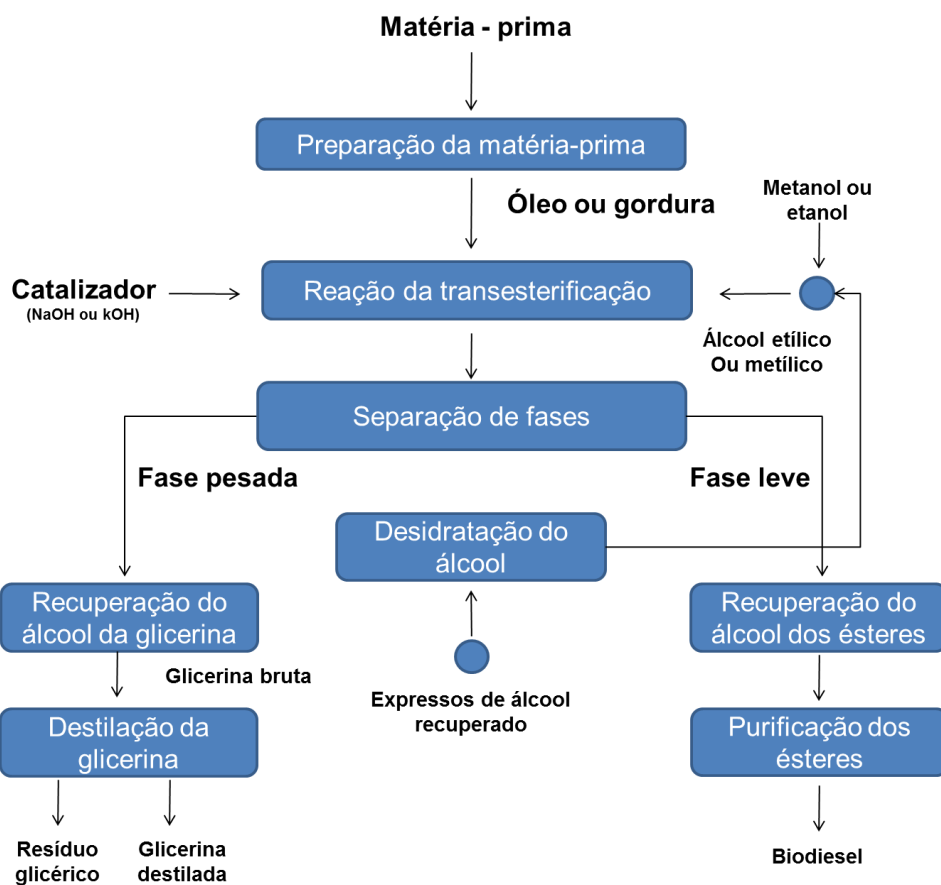 Matéria - prima
Preparação da matéria-prima
Óleo ou gordura
Metanol ou
etanol
Catalizador
(NaOH ou kOH)
Reação da transesterificação
Álcool etílico
Ou metílico
Separação de fases
Fase pesada
Fase leve
Desidratação do
álcool
Recuperação do
álcool da glicerina
Recuperação do
álcool dos ésteres
Glicerina bruta
Expressos de álcool
recuperado
Destilação da
glicerina
Purificação dos
ésteres
Resíduo
glicérico
Glicerina
destilada
Biodiesel